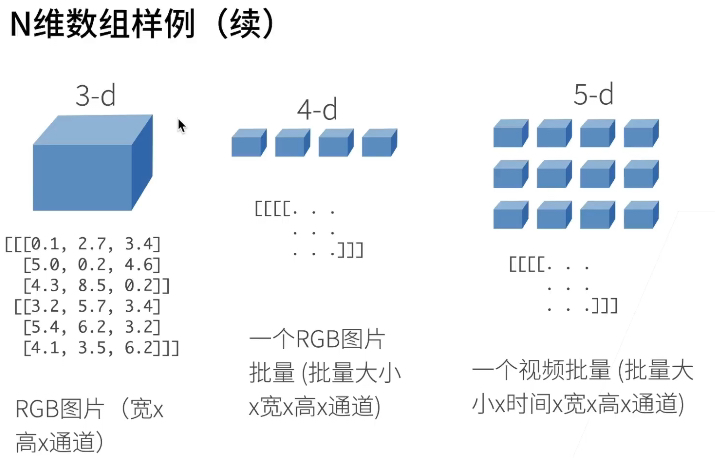 N维数组样例（续）
3-d
[[[0.1, 2.7, 3.4]
[5.0, 0.2, 4.6]
[4.3, 8.5, 0.2]]
[[3.2, 5.7, 3.4]
[5.4, 6.2, 3.2]
[4.1, 3.5, 6.2]]]
RGB图片（宽x
高x通道）
4-d
[[[[. . .
. . .
. . .]]]
一个RGB图片
批量 (批量大小
x宽x高x通道)
5-d
[[[[. . .
. . .
. . .]]]
一个视频批量 (批量大
小x时间x宽x高x通道)